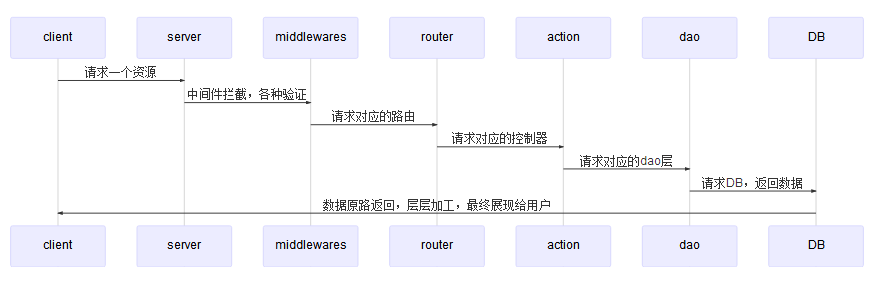 client server middlewares router action dao DB
请求一个资源
中间件拦截，各种验证
请求对应的路由
请求对应的控制器
请求对应的dao层
请求DB，返回数据
数据原路返回，层层加工，最终展现给用户
client server middlewares router action dao DB